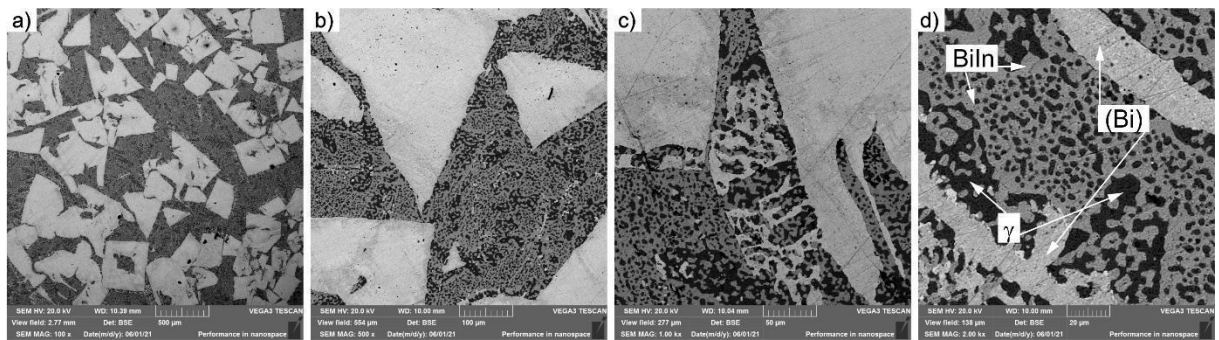 a)
SEM HV: 20.0 kV WD: 10.39 mm VEGA3 TESCAN
View field: 2.77 mm Det: BSE 500 µm
SEM MAG: 100 x Date(m/d/y): 06/01/21 Performance in nanospace
b)
SEM HV: 20.0 kV WD: 10.00 mm VEGA3 TESCAN
View field: 554 µm Det: BSE 100 µm
SEM MAG: 500 x Date(m/d/y): 06/01/21 Performance in nanospace
c)
SEM HV: 20.0 kV WD: 10.04 mm VEGA3 TESCAN
View field: 277 µm Det: BSE 50 µm
SEM MAG: 1.00 kx Date(m/d/y): 06/01/21 Performance in nanospace
d)
BiIn
(Bi)
γ
SEM HV: 20.0 kV WD: 10.00 mm VEGA3 TESCAN
View field: 138 µm Det: BSE 20 µm
SEM MAG: 2.00 kx Date(m/d/y): 06/01/21 Performance in nanospace